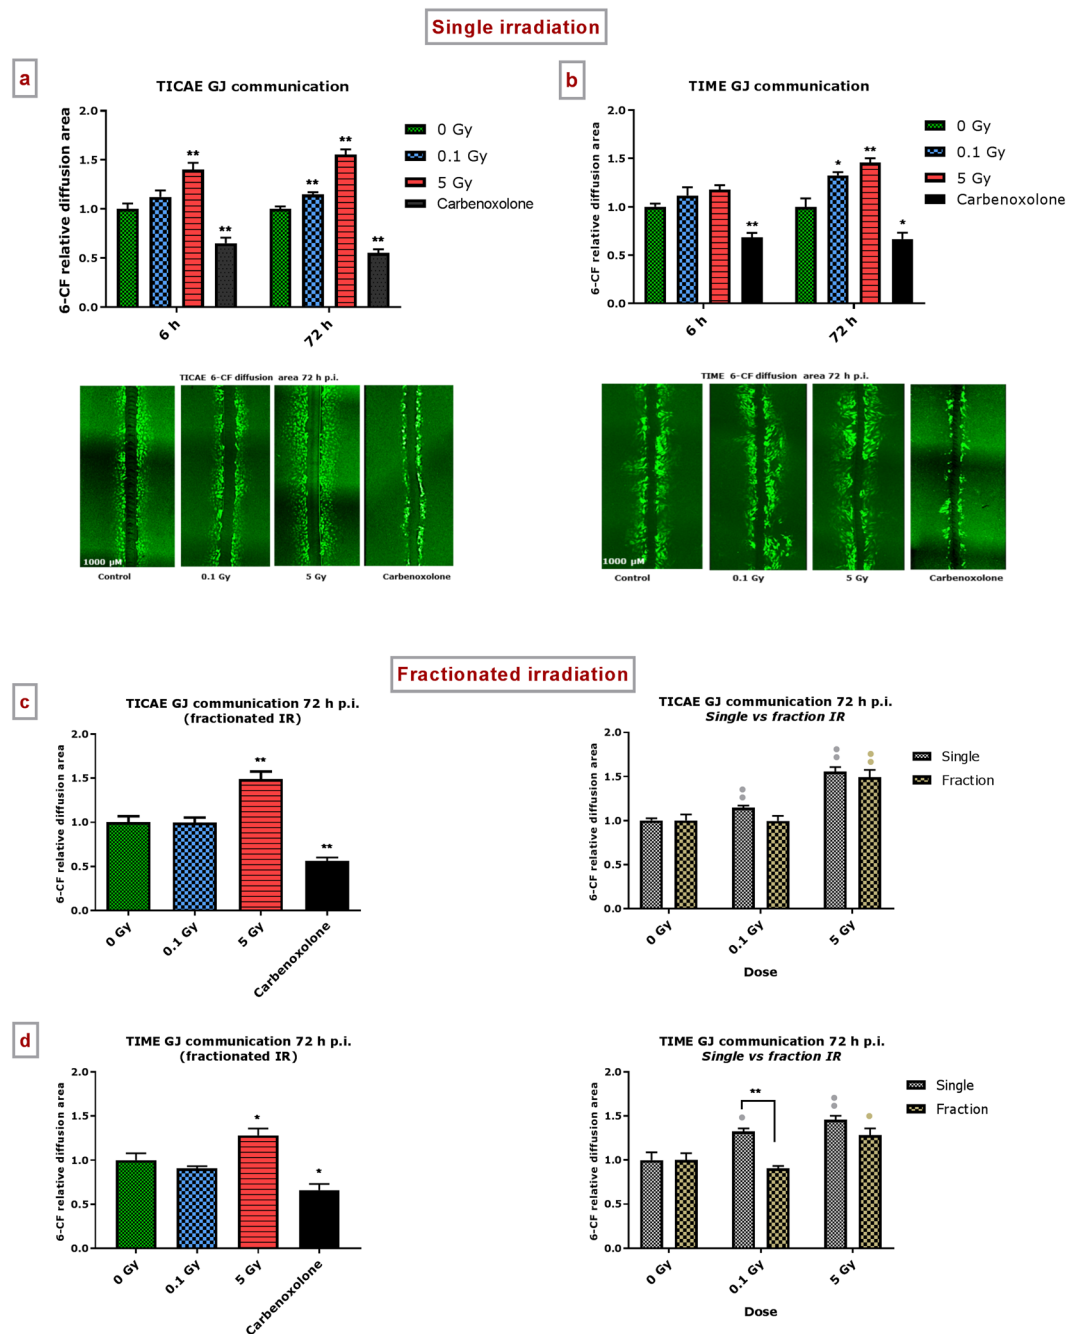 Single irradiation
a
TICAE GJ communication
6-CF relative diffusion area
2.0
1.5
1.0
0.5
0.0
**
**
**
**
**
6 h
72 h
0 Gy
0.1 Gy
5 Gy
Carbenoxolone
b
TIME GJ communication
6-CF relative diffusion area
2.0
1.5
1.0
0.5
0.0
**
*
**
*
6 h
72 h
0 Gy
0.1 Gy
5 Gy
Carbenoxolone
TICAE 6-CF diffusion area 72 h p.i.
1000 µM
Control
0.1 Gy
5 Gy
Carbenoxolone
TIME 6-CF diffusion area 72 h p.i.
1000 µM
Control
0.1 Gy
5 Gy
Carbenoxolone
Fractionated irradiation
c
TICAE GJ communication 72 h p.i.
(fractionated IR)
6-CF relative diffusion area
2.0
1.5
1.0
0.5
0.0
**
**
0 Gy
0.1 Gy
5 Gy
Carbenoxolone
TICAE GJ communication 72 h p.i.
Single vs fraction IR
6-CF relative diffusion area
2.0
1.5
1.0
0.5
0.0
0 Gy
0.1 Gy
5 Gy
Dose
Single
Fraction
d
TIME GJ communication 72 h p.i.
(fractionated IR)
6-CF relative diffusion area
2.0
1.5
1.0
0.5
0.0
*
*
0 Gy
0.1 Gy
5 Gy
Carbenoxolone
TIME GJ communication 72 h p.i.
Single vs fraction IR
6-CF relative diffusion area
2.0
1.5
1.0
0.5
0.0
**
0 Gy
0.1 Gy
5 Gy
Dose
Single
Fraction